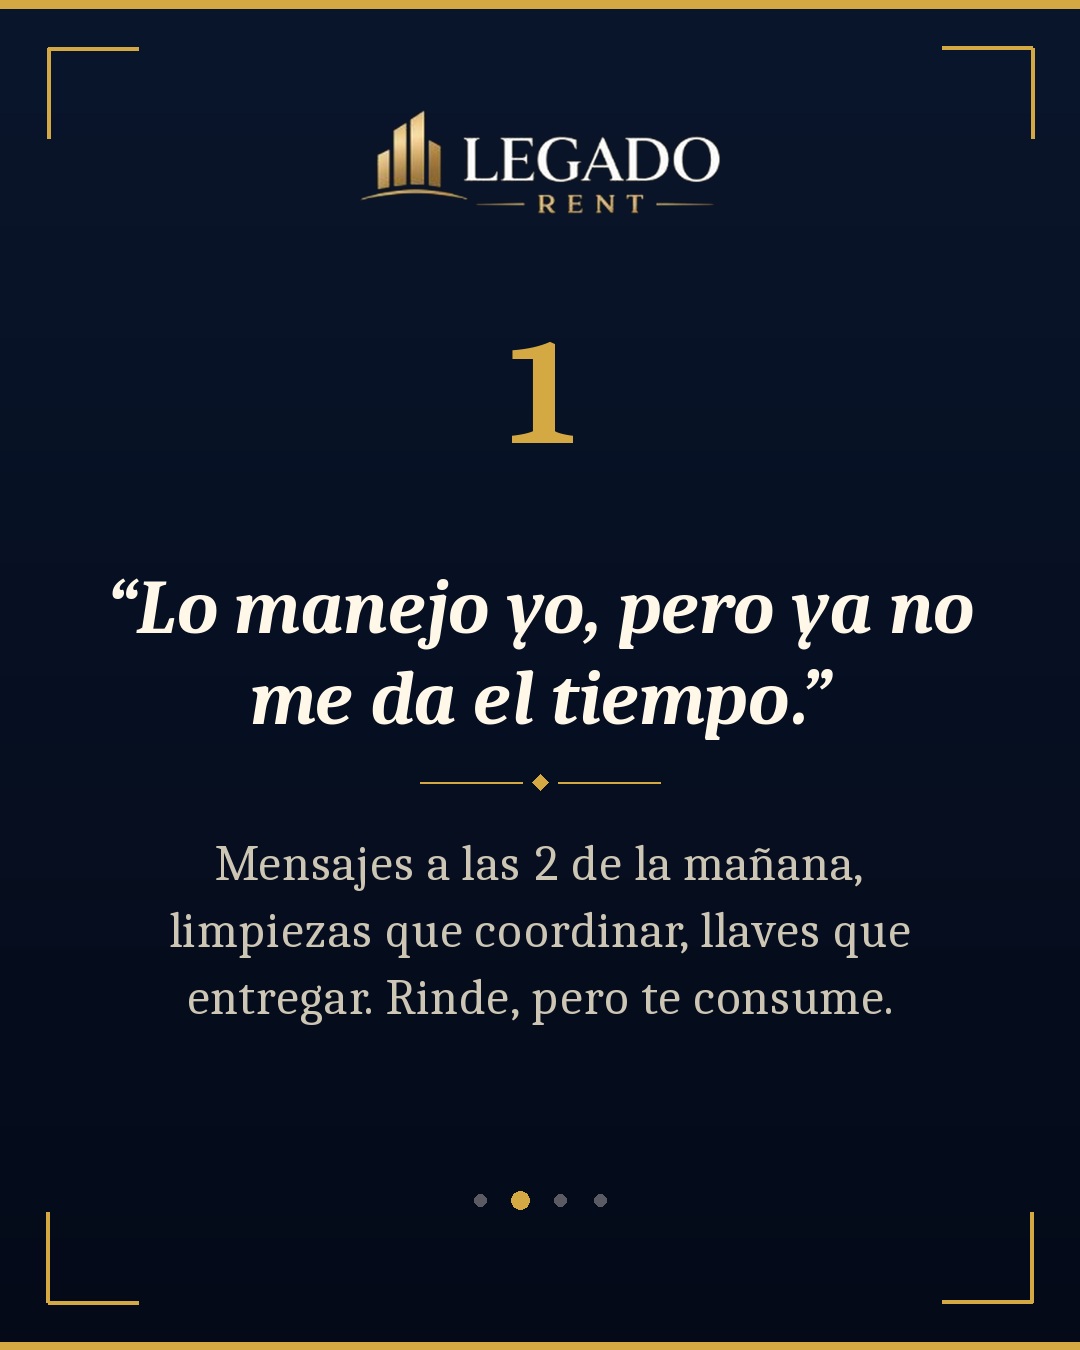 LEGADO
RENT
1
“Lo manejo yo, pero ya no
me da el tiempo.”
Mensajes a las 2 de la mañana,
limpiezas que coordinar, llaves que
entregar. Rinde, pero te consume.